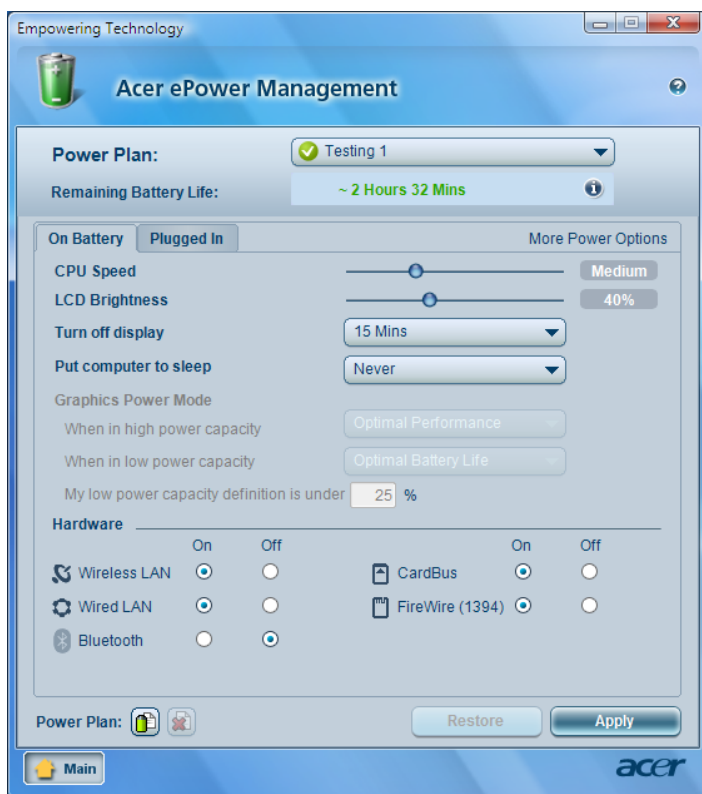 Empowering Technology
Acer ePower Management
Power Plan: Testing 1
Remaining Battery Life: ~ 2 Hours 32 Mins
On Battery Plugged In More Power Options
CPU Speed Medium
LCD Brightness 40%
Turn off display 15 Mins
Put computer to sleep Never
Graphics Power Mode
When in high power capacity Optimal Performance
When in low power capacity Optimal Battery Life
My low power capacity definition is under 25 %
Hardware
On Off On Off
Wireless LAN CardBus
Wired LAN FireWire (1394)
Bluetooth
Power Plan: Restore Apply
Main acer